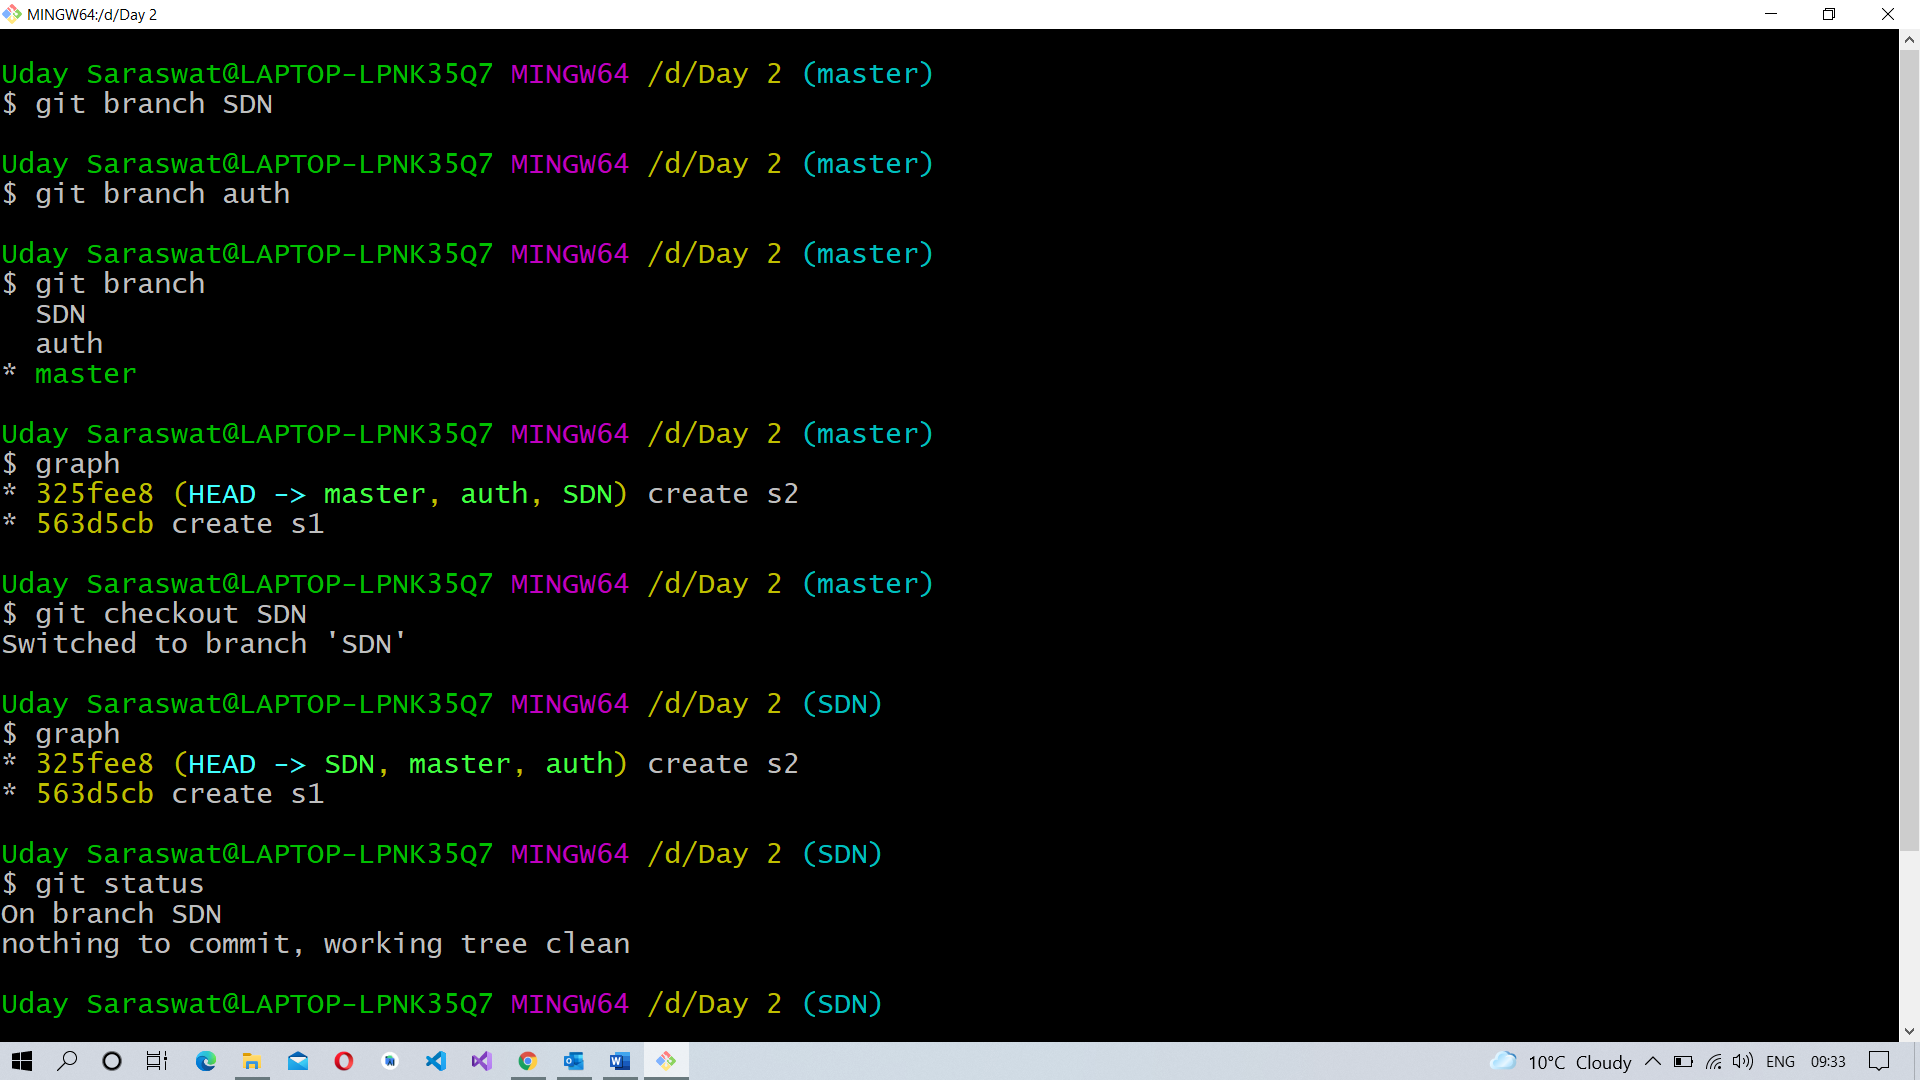 MINGW64:/d/Day 2
Uday Saraswat@LAPTOP-LPNK35Q7 MINGW64 /d/Day 2 (master)
$ git branch SDN
Uday Saraswat@LAPTOP-LPNK35Q7 MINGW64 /d/Day 2 (master)
$ git branch auth
Uday Saraswat@LAPTOP-LPNK35Q7 MINGW64 /d/Day 2 (master)
$ git branch
  SDN
  auth
* master
Uday Saraswat@LAPTOP-LPNK35Q7 MINGW64 /d/Day 2 (master)
$ graph
* 325fee8 (HEAD -> master, auth, SDN) create s2
* 563d5cb create s1
Uday Saraswat@LAPTOP-LPNK35Q7 MINGW64 /d/Day 2 (master)
$ git checkout SDN
Switched to branch 'SDN'
Uday Saraswat@LAPTOP-LPNK35Q7 MINGW64 /d/Day 2 (SDN)
$ graph
* 325fee8 (HEAD -> SDN, master, auth) create s2
* 563d5cb create s1
Uday Saraswat@LAPTOP-LPNK35Q7 MINGW64 /d/Day 2 (SDN)
$ git status
On branch SDN
nothing to commit, working tree clean
Uday Saraswat@LAPTOP-LPNK35Q7 MINGW64 /d/Day 2 (SDN)
10°C Cloudy ENG 09:33